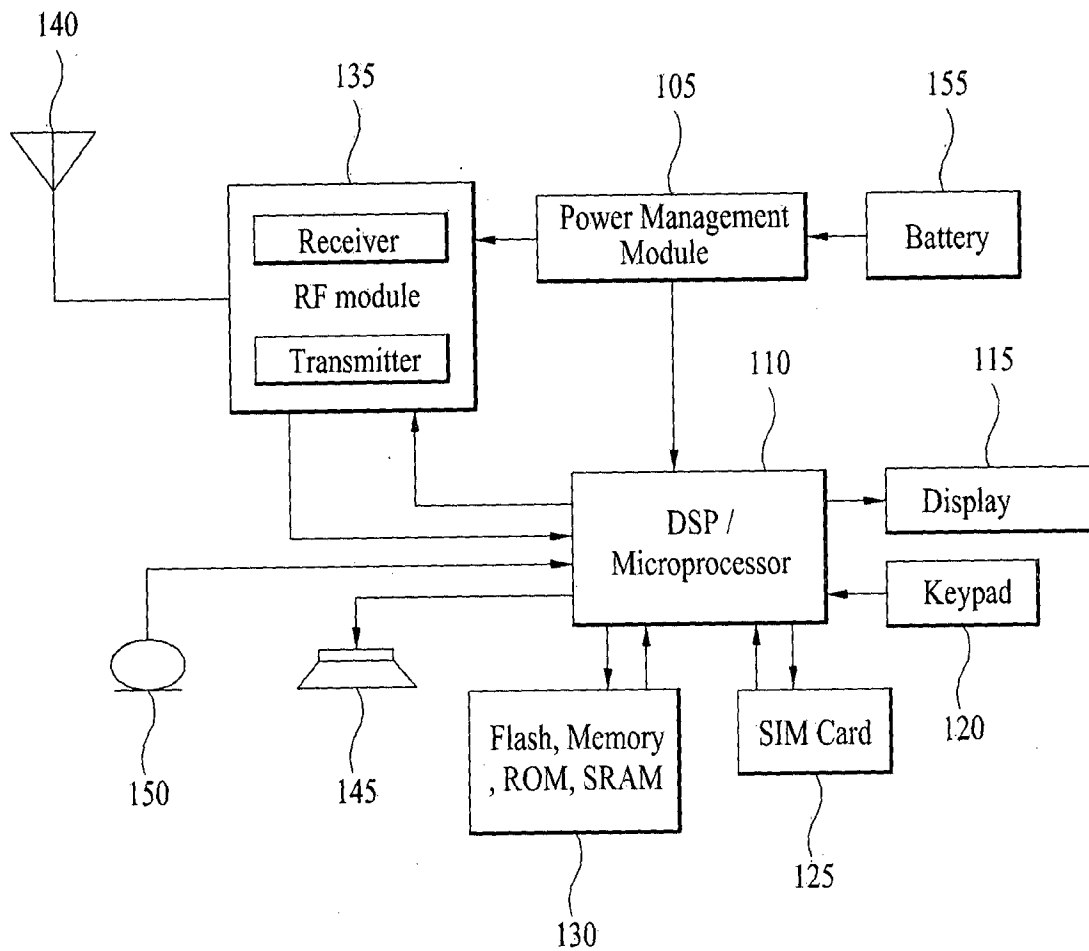 140
135
105
155
Receiver
RF module
Transmitter
Power Management
Module
Battery
110
115
DSP /
Microprocessor
Display
Keypad
120
150
145
Flash, Memory
, ROM, SRAM
130
SIM Card
125